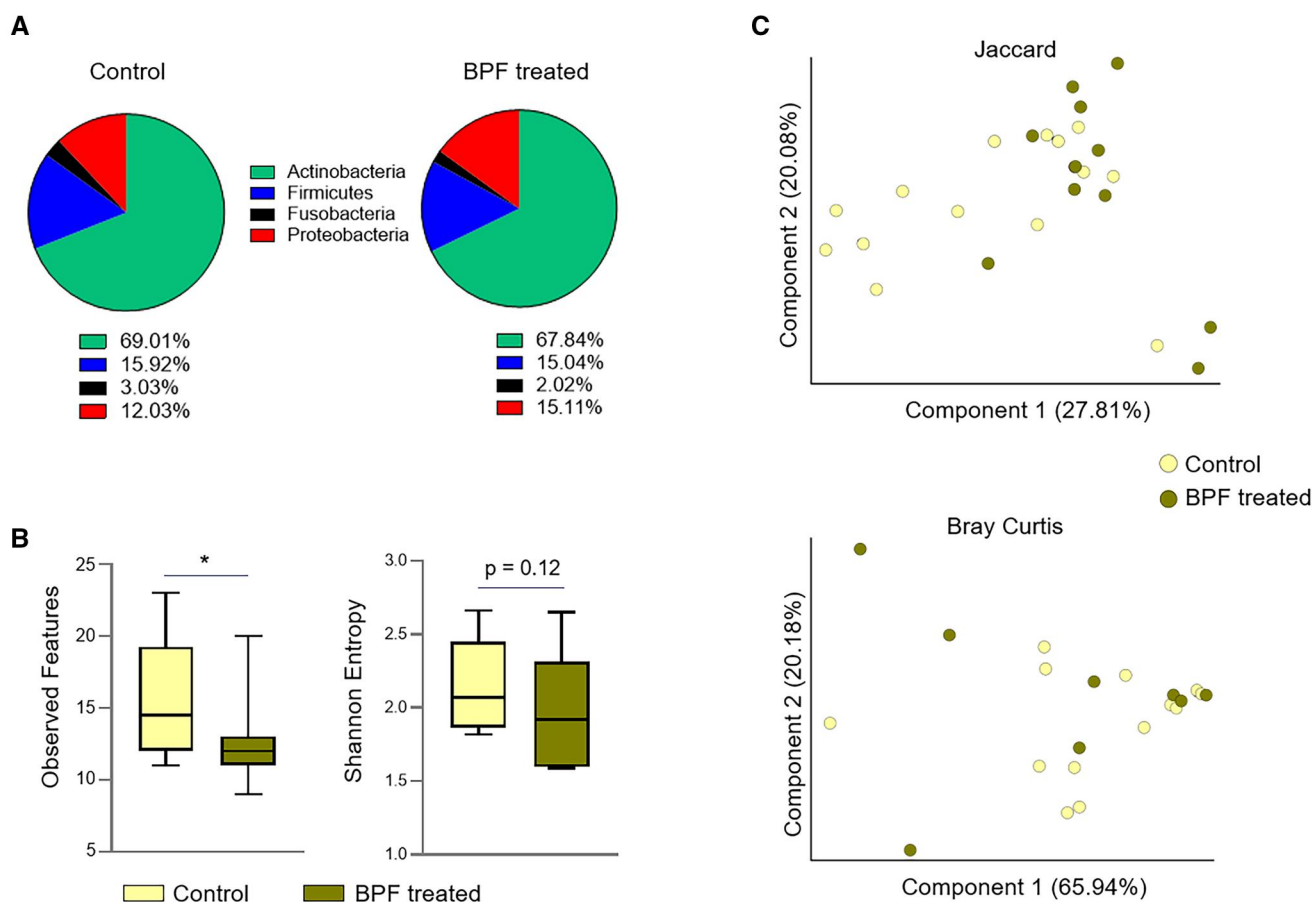 A
Control
BPF treated
Actinobacteria
Firmicutes
Fusobacteria
Proteobacteria
69.01%
15.92%
3.03%
12.03%
67.84%
15.04%
2.02%
15.11%
B
Observed Features
25
20
15
10
5
*
Shannon Entropy
3.0
2.5
2.0
1.5
1.0
p = 0.12
Control
BPF treated
C
Jaccard
Component 2 (20.08%)
Component 1 (27.81%)
Control
BPF treated
Bray Curtis
Component 2 (20.18%)
Component 1 (65.94%)